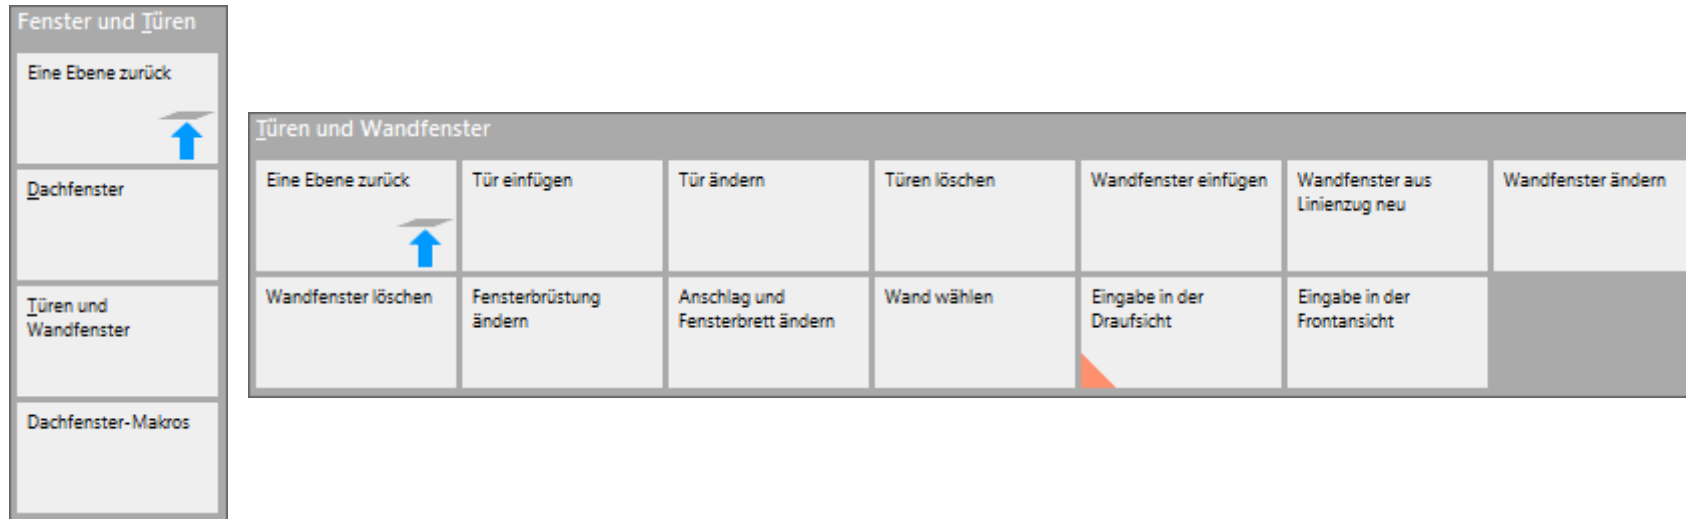 Fenster und Türen
Eine Ebene zurück
Dachfenster
Türen und
Wandfenster
Dachfenster-Makros
Türen und Wandfenster
Eine Ebene zurück
Tür einfügen
Tür ändern
Türen löschen
Wandfenster einfügen
Wandfenster aus
Linienzug neu
Wandfenster ändern
Wandfenster löschen
Fensterbrüstung
ändern
Anschlag und
Fensterbrett ändern
Wand wählen
Eingabe in der
Draufsicht
Eingabe in der
Frontansicht